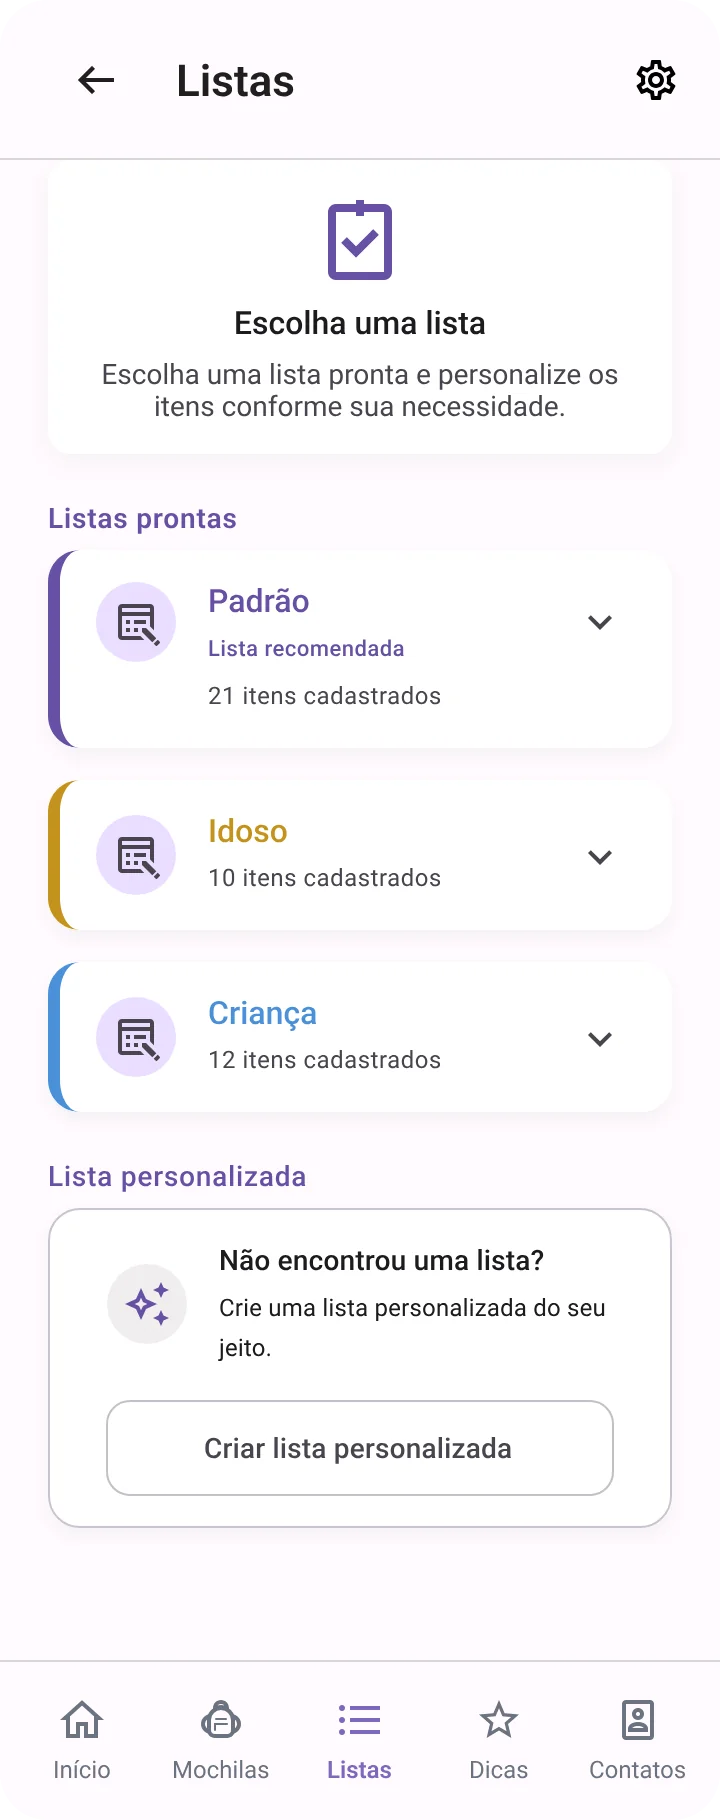 Listas
Escolha uma lista
Escolha uma lista pronta e personalize os
itens conforme sua necessidade.
Listas prontas
Padrão
Lista recomendada
21 itens cadastrados
Idoso
10 itens cadastrados
Criança
12 itens cadastrados
Lista personalizada
Não encontrou uma lista?
Crie uma lista personalizada do seu
jeito.
Criar lista personalizada
Início
Mochilas
Listas
Dicas
Contatos